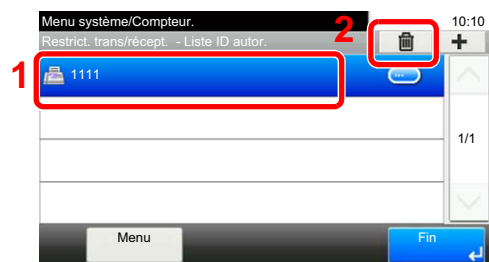 Menu système/Compteur.
10:10
Restrict. trans/récept. - Liste ID autor.
2
+
1
1111
...
1/1
Menu
Fin